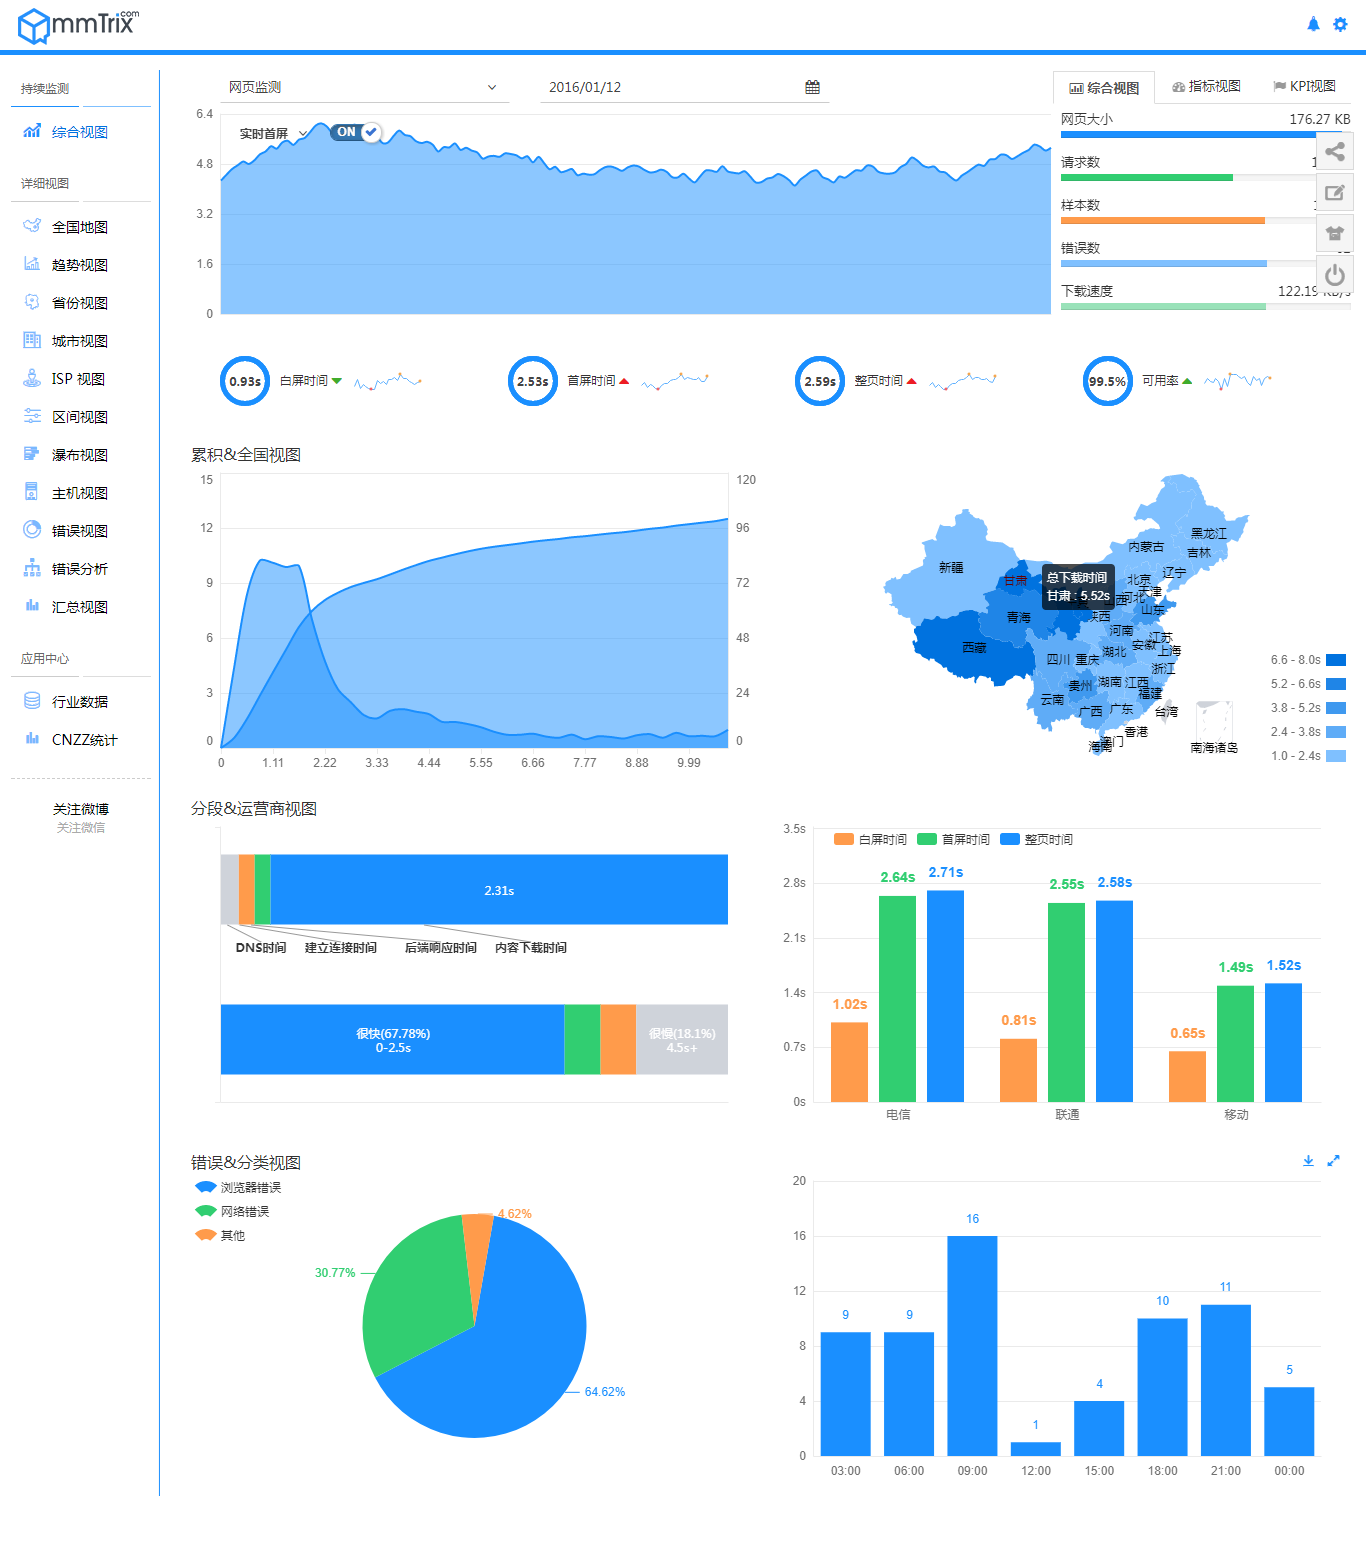 mmTrix.com
持续监测
综合视图
详细视图
全国地图
趋势视图
省份视图
城市视图
ISP 视图
区间视图
瀑布视图
主机视图
错误视图
错误分析
汇总视图
应用中心
行业数据
CNZZ统计
关注微博
关注微信
网页监测
2016/01/12
综合视图
指标视图
KPI视图
实时首屏
ON
6.4
4.8
3.2
1.6
0
网页大小 176.27 KB
请求数
样本数
错误数
下载速度 122.19 KB/s
0.93s 白屏时间
2.53s 首屏时间
2.59s 整页时间
99.5% 可用率
累积&全国视图
15
12
9
6
3
0
120
96
72
48
24
0
0 1.11 2.22 3.33 4.44 5.55 6.66 7.77 8.88 9.99
黑龙江
内蒙古
吉林
新疆
辽宁
北京
甘肃
总下载时间
甘肃 : 5.52s
天津
河北
山东
青海
陕西
河南
江苏
安徽
西藏
上海
湖北
四川
重庆
浙江
贵州
湖南
江西
福建
云南
广西
广东
台湾
香港
澳门
海南
南海诸岛
6.6 - 8.0s
5.2 - 6.6s
3.8 - 5.2s
2.4 - 3.8s
1.0 - 2.4s
分段&运营商视图
2.31s
DNS时间 建立连接时间 后端响应时间 内容下载时间
很快(67.78%)
0-2.5s
很慢(18.1%)
4.5s+
白屏时间 首屏时间 整页时间
3.5s
2.8s
2.1s
1.4s
0.7s
0s
1.02s
2.64s
2.71s
0.81s
2.55s
2.58s
0.65s
1.49s
1.52s
电信 联通 移动
错误&分类视图
浏览器错误
网络错误
其他
4.62%
30.77%
64.62%
20
16
12
8
4
0
9
9
16
1
4
10
11
5
03:00 06:00 09:00 12:00 15:00 18:00 21:00 00:00